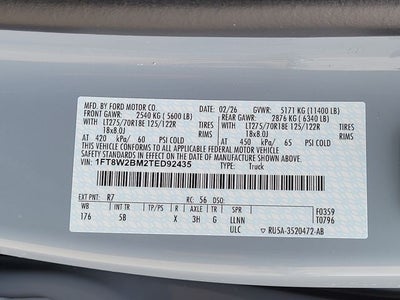 MFD. BY FORD MOTOR CO. 02/26 GVWR: 5171 KG (11400 LB)
FRONT GAWR: 2540 KG (5600 LB) REAR GAWR: 2876 KG (6340 LB)
WITH LT275/70R18E 125/122R TIRES WITH LT275/70R18E 125/122R TIRES
18x8.0J RIMS 18x8.0J RIMS
AT 420 kPa/ 60 PSI COLD AT 450 kPa/ 65 PSI COLD
THIS VEHICLE CONFORMS TO ALL APPLICABLE FEDERAL MOTOR VEHICLE
SAFETY STANDARDS IN EFFECT ON THE DATE OF MANUFACTURE SHOWN ABOVE.
VIN: 1FT8W2BM2TED92435 TYPE: Truck
EXT PNT: R7 RC: 56 DSO:
WB INT TR TP/PS R AXLE TR SPR F0359
176 5B X 3H G LLNN T0796
ULC RU5A-3520472-AB